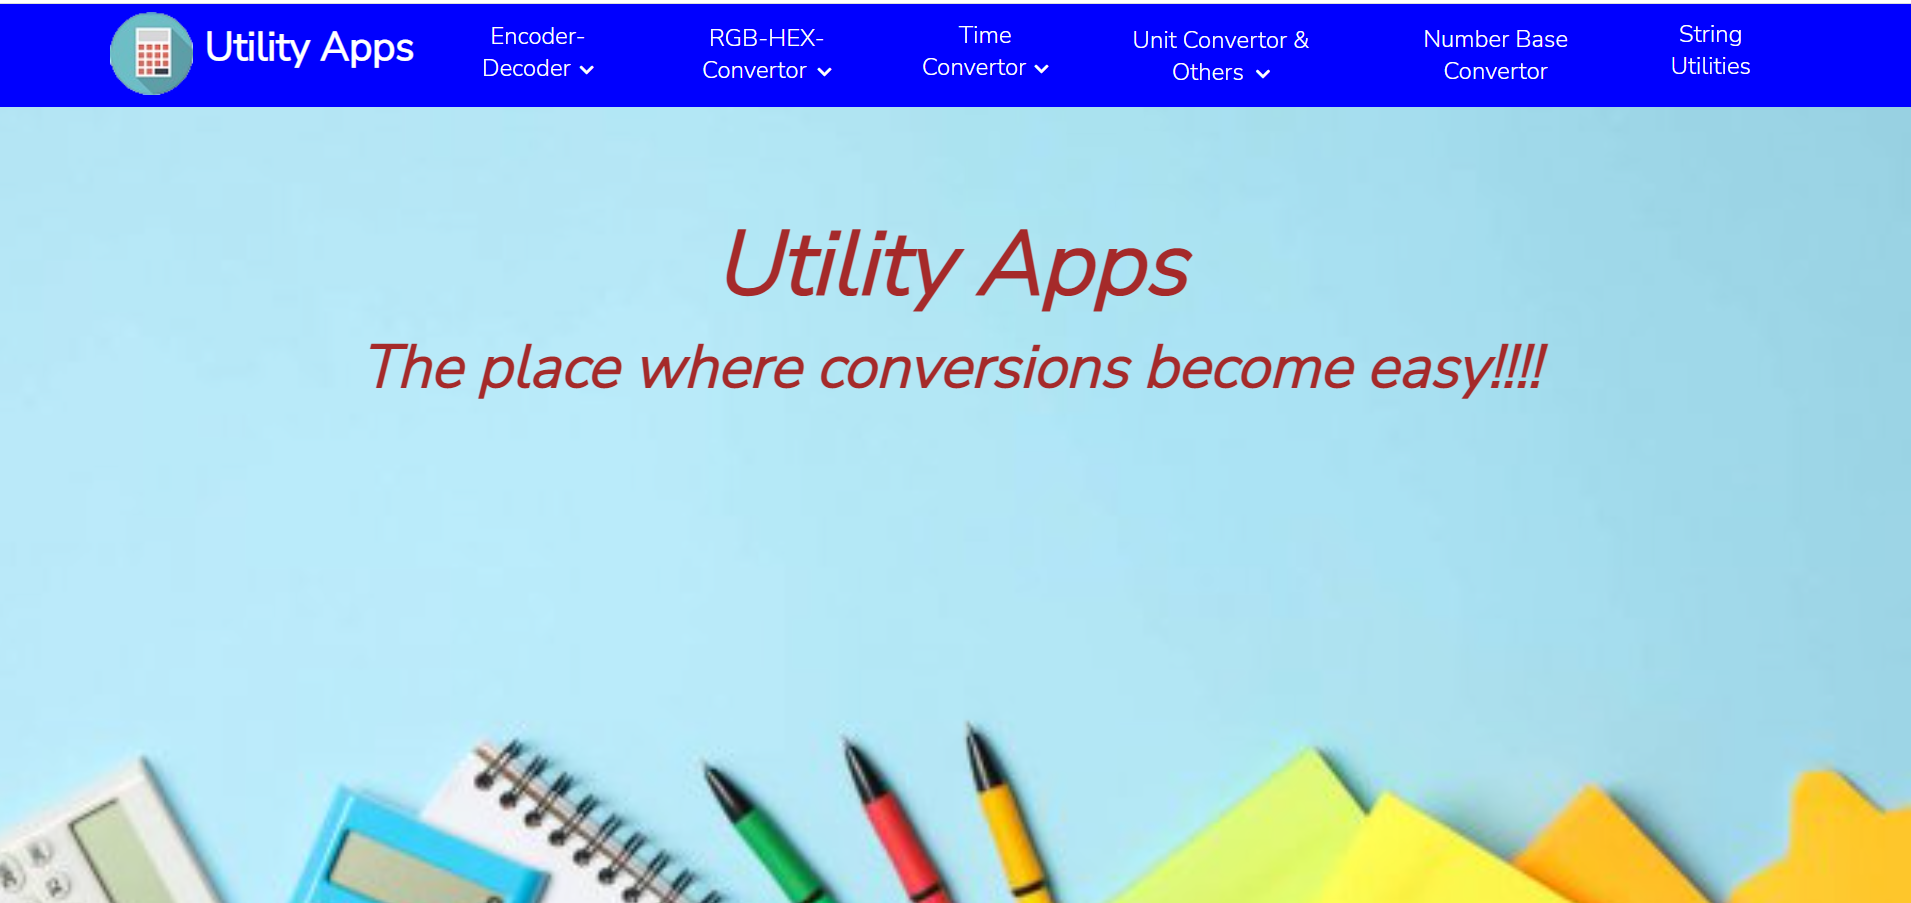 Utility Apps
Encoder-
Decoder
RGB-HEX-
Convertor
Time
Convertor
Unit Convertor &
Others
Number Base
Convertor
String
Utilities
Utility Apps
The place where conversions become easy!!!!